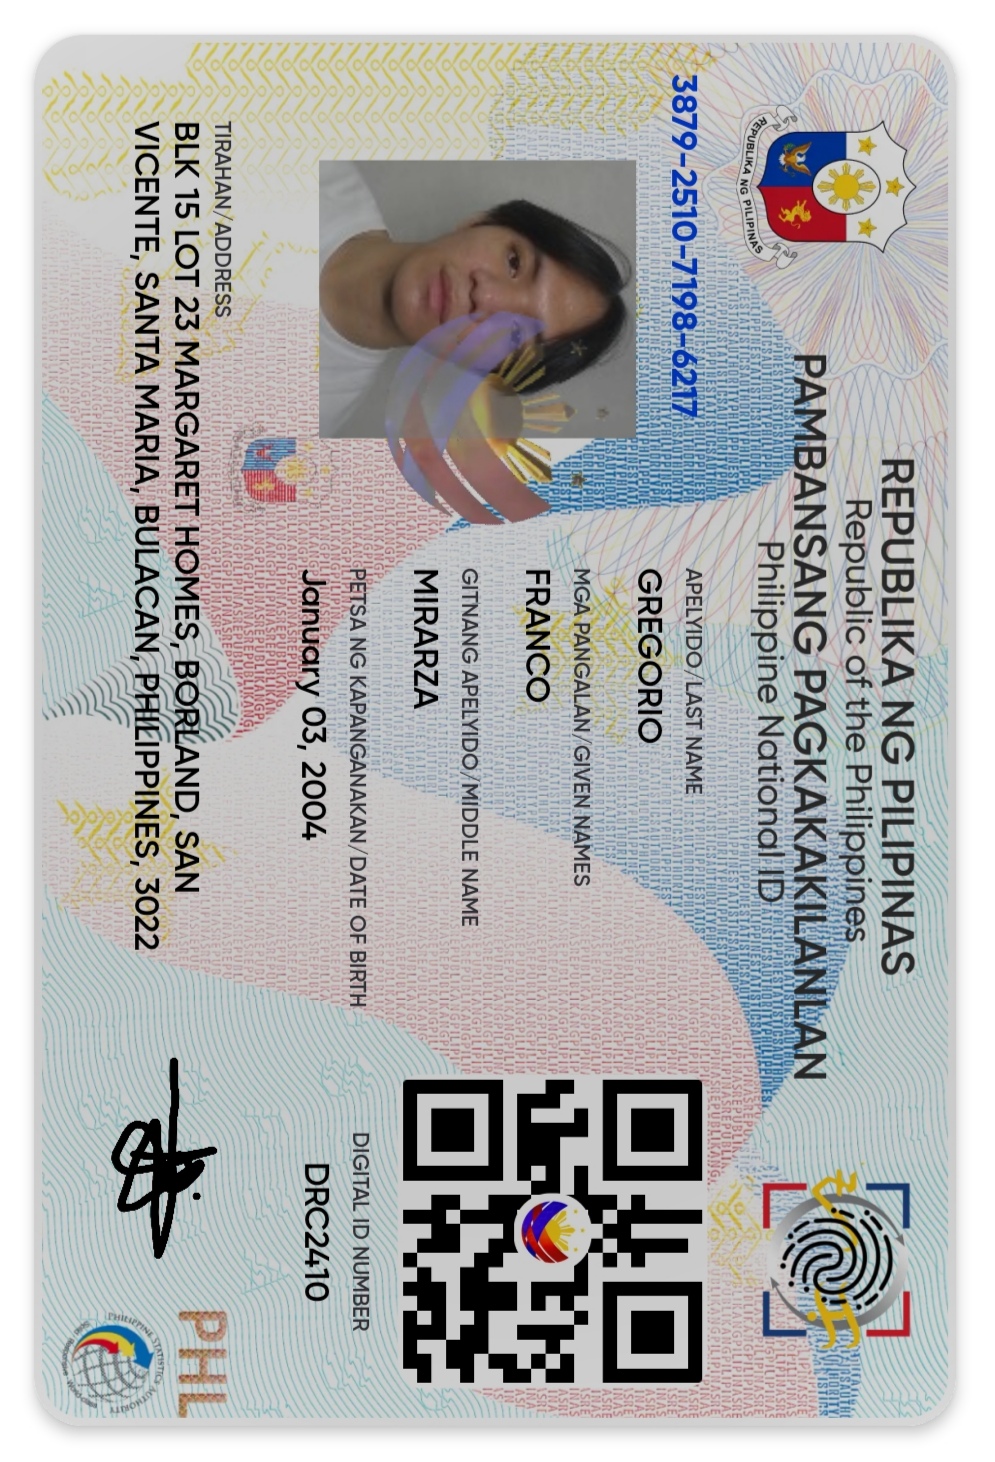 REPUBLIKA NG PILIPINAS
Republic of the Philippines
PAMBANSANG PAGKAKAKILANLAN
Philippine National ID
REPUBLIKA NG PILIPINAS
3879-2510-7198-6217
APELYIDO/LAST NAME
GREGORIO
MGA PANGALAN/GIVEN NAMES
FRANCO
GITNANG APELYIDO/MIDDLE NAME
MIRARZA
PETSA NG KAPANGANAKAN/DATE OF BIRTH
January 03, 2004
DIGITAL ID NUMBER
DRC2410
TIRAHAN/ADDRESS
BLK 15 LOT 23 MARGARET HOMES, BORLAND, SAN
VICENTE, SANTA MARIA, BULACAN, PHILIPPINES, 3022
PHL
PHILIPPINE STATISTICS AUTHORITY